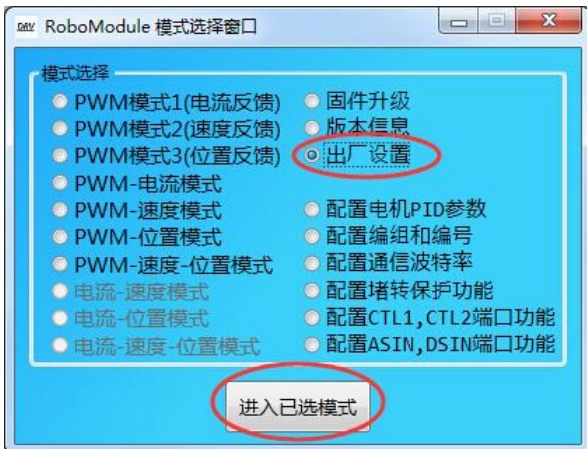 DRV RoboModule 模式选择窗口
模式选择
PWM模式1(电流反馈)
PWM模式2(速度反馈)
PWM模式3(位置反馈)
PWM-电流模式
PWM-速度模式
PWM-位置模式
PWM-速度-位置模式
电流-速度模式
电流-位置模式
电流-速度-位置模式
固件升级
版本信息
出厂设置
配置电机PID参数
配置编组和编号
配置通信波特率
配置堵转保护功能
配置CTL1,CTL2端口功能
配置ASIN,DSIN端口功能
进入已选模式